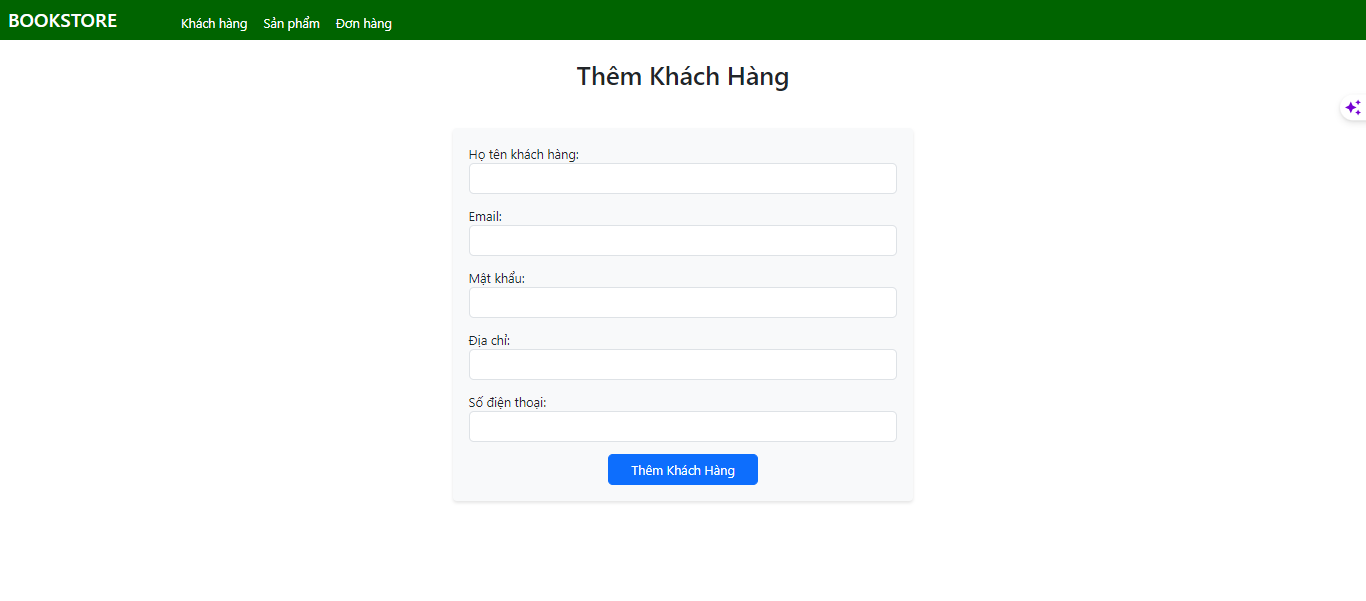 BOOKSTORE Khách hàng Sản phẩm Đơn hàng
Thêm Khách Hàng
Họ tên khách hàng:
Email:
Mật khẩu:
Địa chỉ:
Số điện thoại:
Thêm Khách Hàng